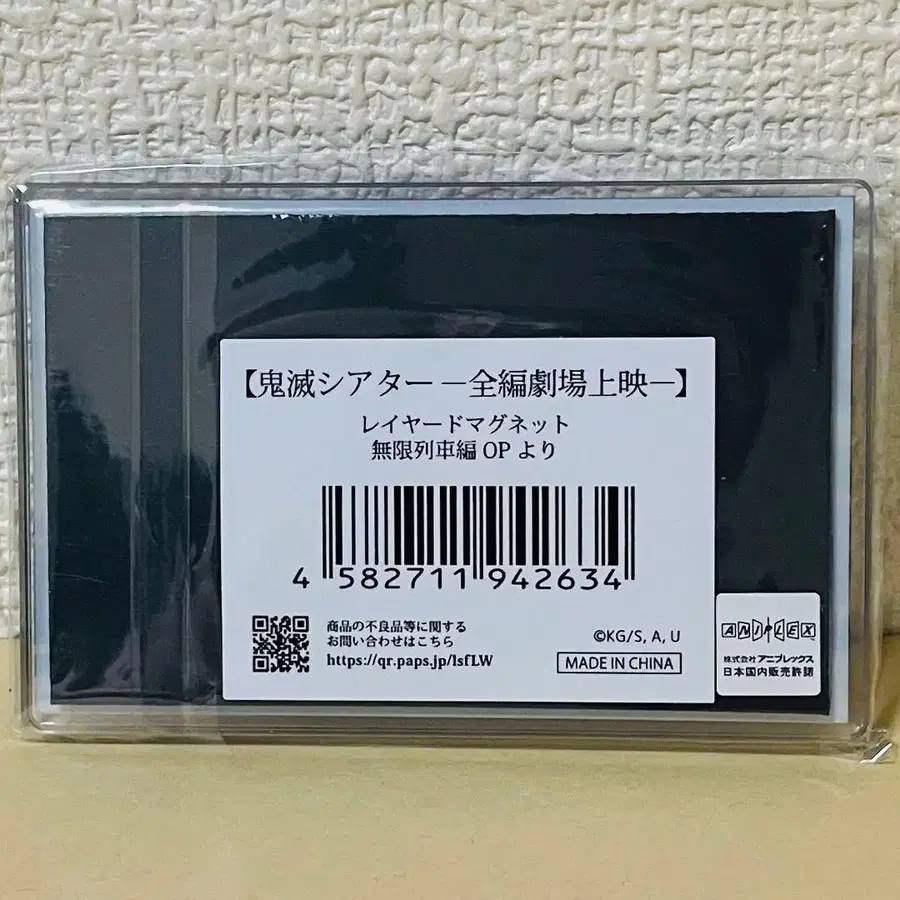 【鬼滅シアター ―全編劇場上映―】
レイヤードマグネット
無限列車編 OP より
4 582711 942634
商品の不良品等に関する
お問い合わせはこちら
https://qr.paps.jp/lsfLW
©KG/S, A, U
MADE IN CHINA
ANIPLEX
株式会社 アニプレックス
日本国内販売許諾